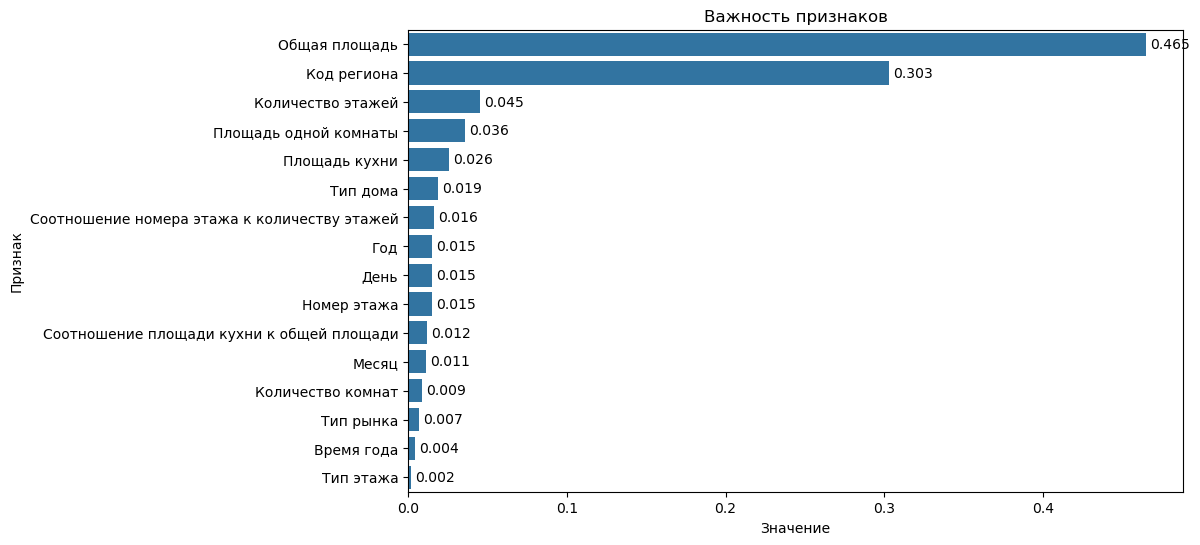 Важность признаков
Общая площадь 0.465
Код региона 0.303
Количество этажей 0.045
Площадь одной комнаты 0.036
Площадь кухни 0.026
Тип дома 0.019
Соотношение номера этажа к количеству этажей 0.016
Год 0.015
День 0.015
Номер этажа 0.015
Соотношение площади кухни к общей площади 0.012
Месяц 0.011
Количество комнат 0.009
Тип рынка 0.007
Время года 0.004
Тип этажа 0.002
Признак
0.0 0.1 0.2 0.3 0.4
Значение